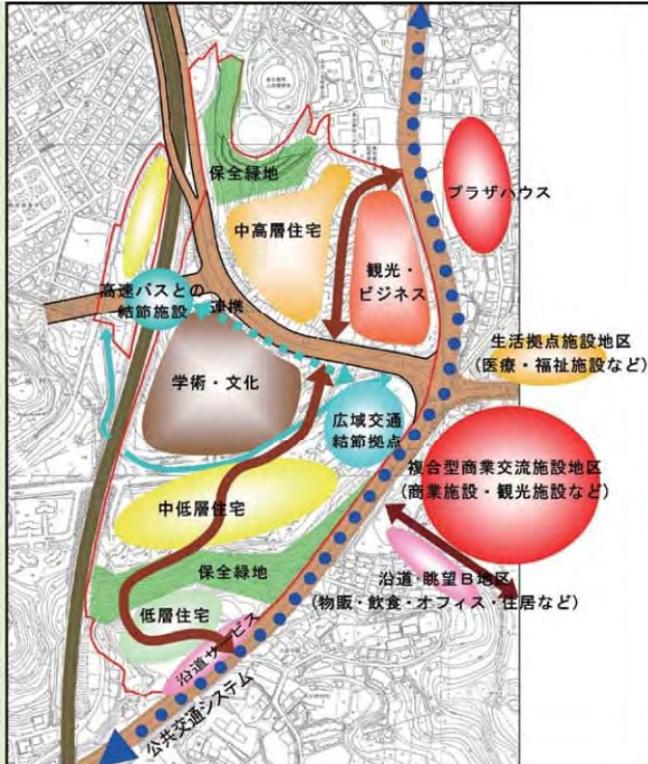 保全緑地
プラザハウス
中高層住宅
観光・
ビジネス
高速バスとの
結節施設
連携
生活拠点施設地区
(医療・福祉施設など)
学術・文化
広域交通
結節拠点
複合型商業交流施設地区
(商業施設・観光施設など)
中低層住宅
保全緑地
沿道・眺望B地区
(物販・飲食・オフィス・住居など)
低層住宅
沿道サービス
公共交通システム